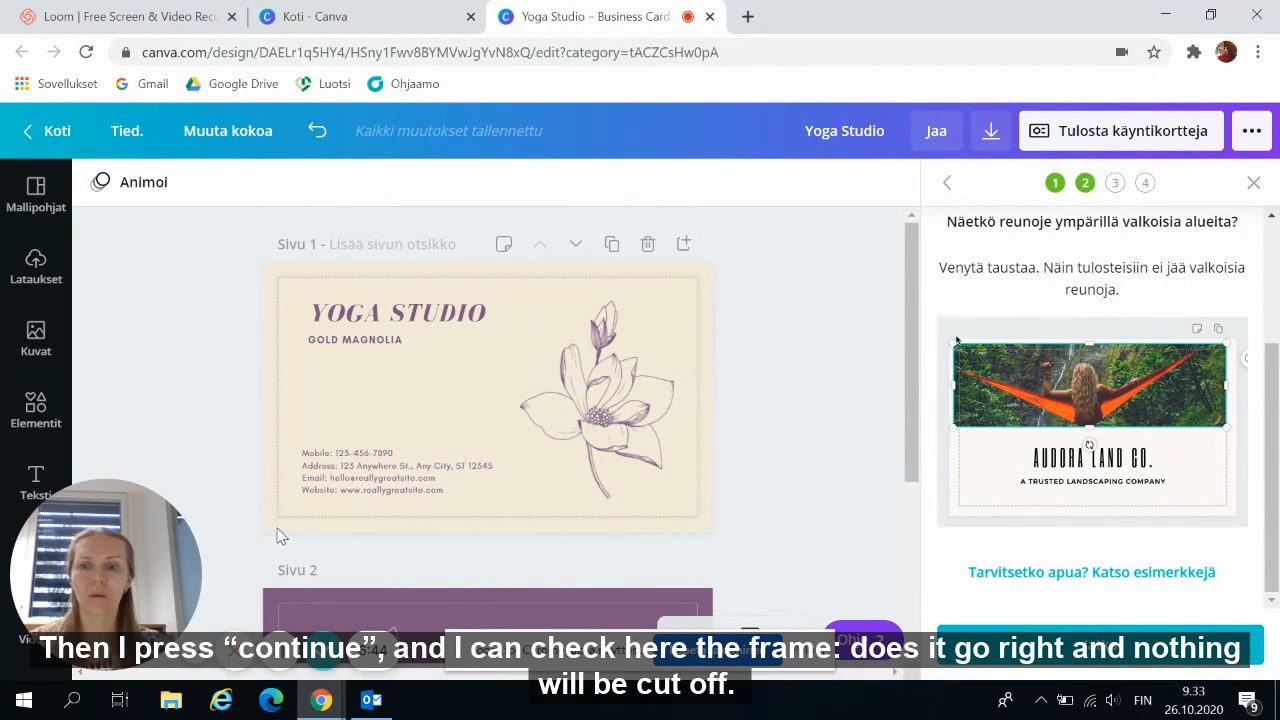 Loom | Free Screen & Video Rec
Koti - Canva
Yoga Studio – Business Card
canva.com/design/DAELr1q5HY4/HSny1Fwv8BYMVwJgYvN8xQ/edit?category=tACZCsHw0pA
Sovellukset
Gmail
Google Drive
Luotsi
Ohjaamo
Koti
Tied.
Muuta kokoa
Kaikki muutokset tallennettu
Yoga Studio
Jaa
Tulosta käyntikortteja
Mallipohjat
Lataukset
Kuvat
Elementit
Teksti
Animoi
Sivu 1 - Lisää sivun otsikko
YOGA STUDIO
GOLD MAGNOLIA
Mobile: 123-456-7890
Address: 123 Anywhere St., Any City, ST 12345
Email: hello@reallygreatsite.com
Website: www.reallygreatsite.com
Sivu 2
1 2 3 4
Näetkö reunoje ympärillä valkoisia alueita?
Venytä taustaa. Näin tulosteisiin ei jää valkoisia
reunoja.
AUDORA LAND CO.
A TRUSTED LANDSCAPING COMPANY
Tarvitsetko apua? Katso esimerkkejä
Then I press “continue”, and I can check here the frame: does it go right and nothing
will be cut off.
FIN
9.33
26.10.2020
9